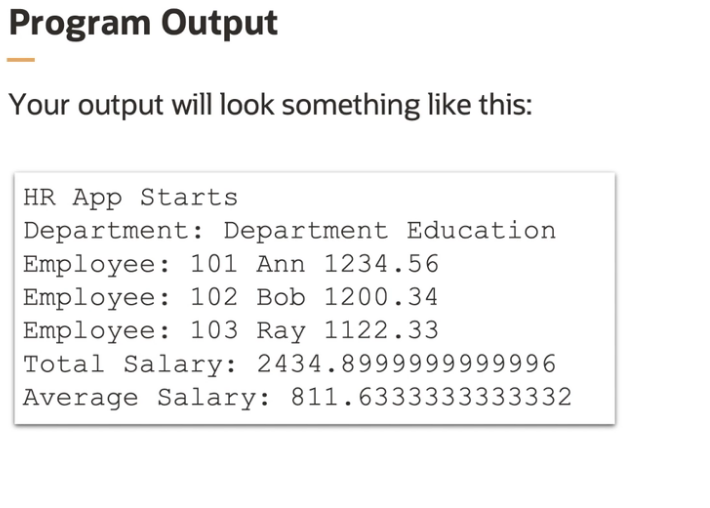 Program Output
Your output will look something like this:
HR App Starts
Department: Department Education
Employee: 101 Ann 1234.56
Employee: 102 Bob 1200.34
Employee: 103 Ray 1122.33
Total Salary: 2434.8999999999996
Average Salary: 811.6333333333332